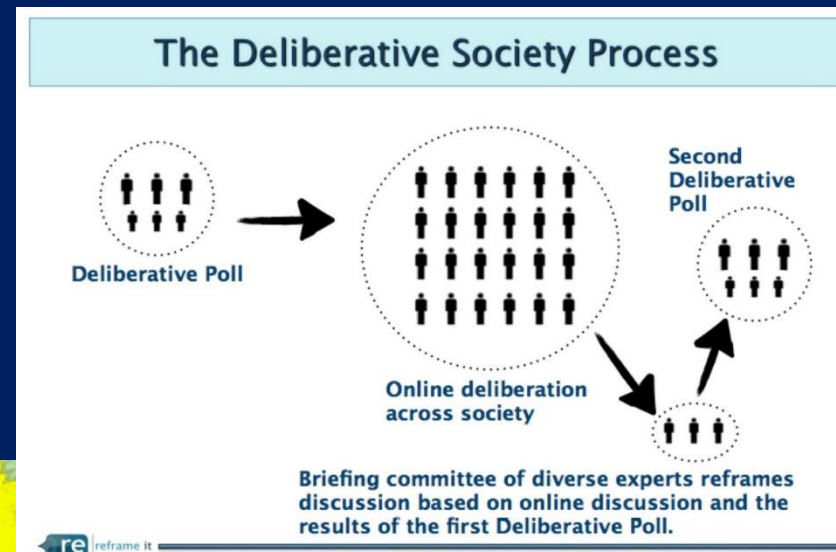 The Deliberative Society Process
Deliberative Poll
Online deliberation
across society
Second
Deliberative
Poll
Briefing committee of diverse experts reframes
discussion based on online discussion and the
results of the first Deliberative Poll.
re reframe it